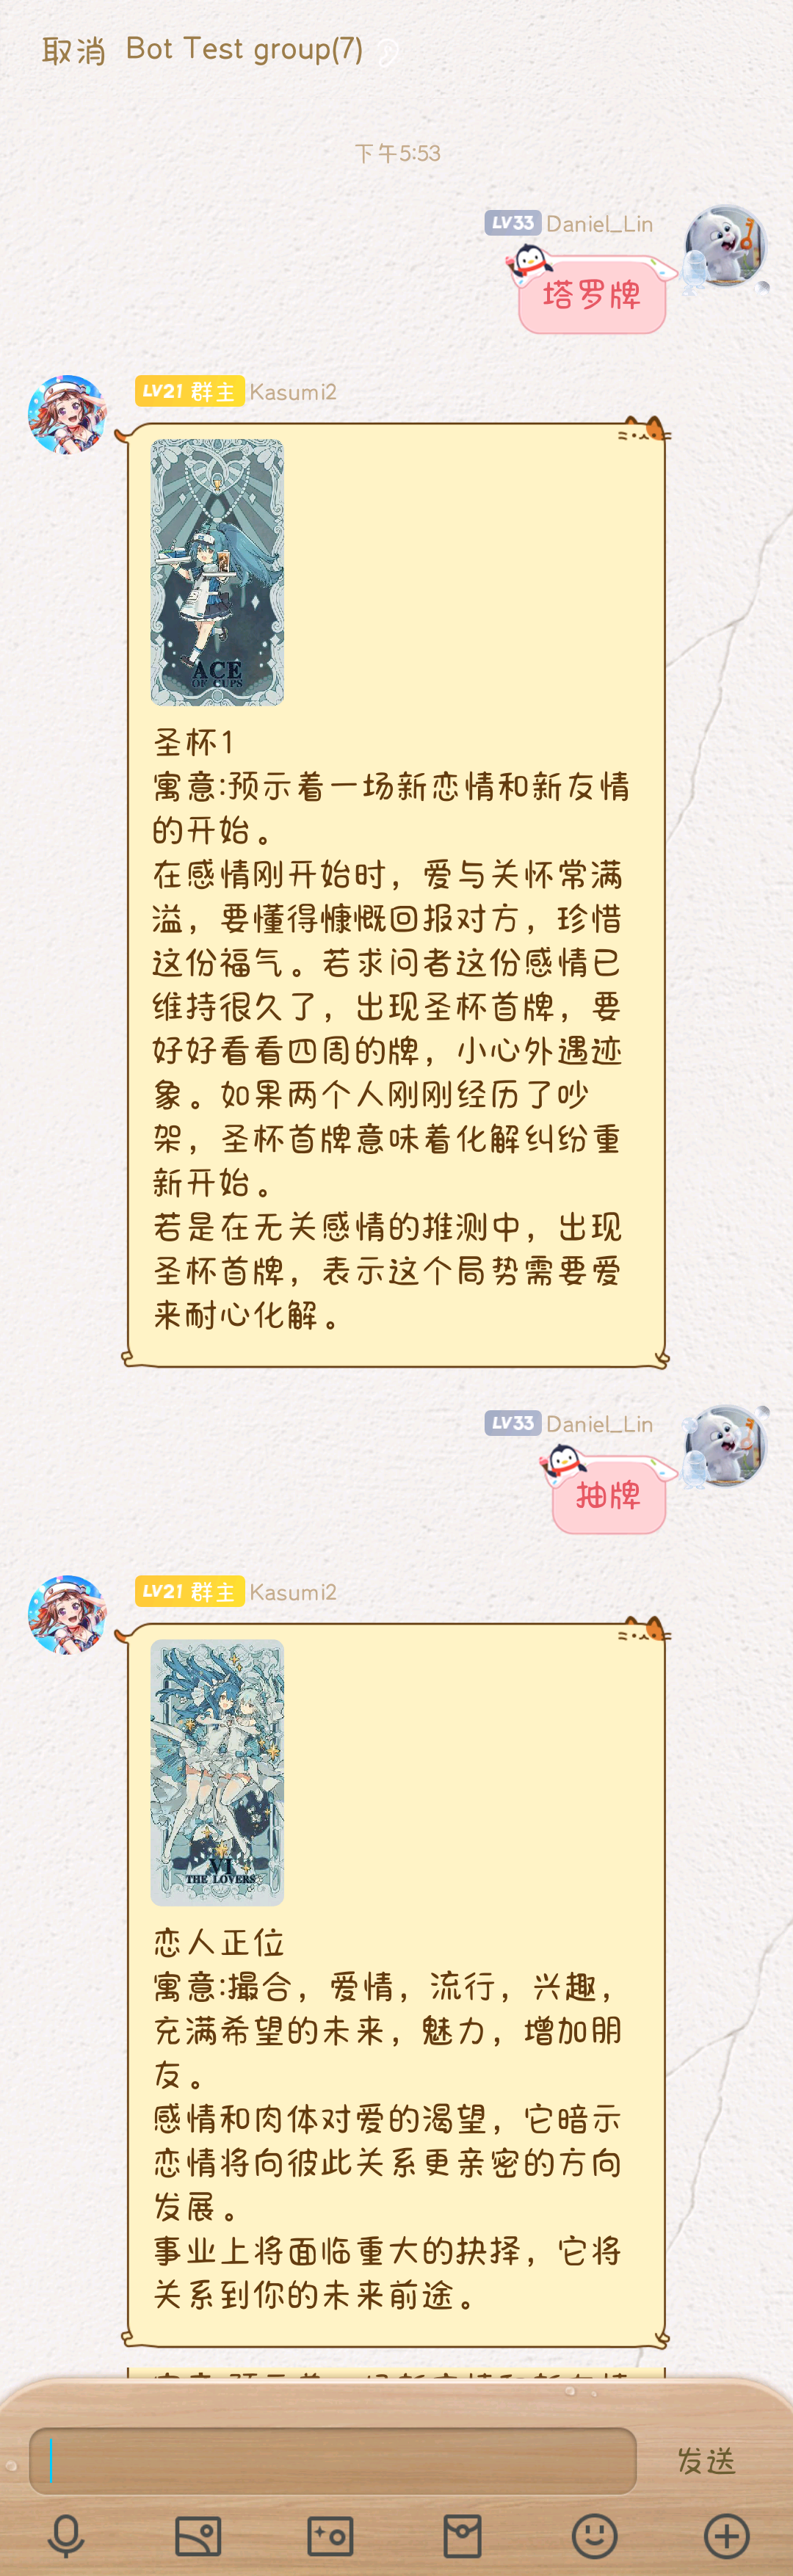 取消 Bot Test group(7)
下午5:53
LV33 Daniel_Lin
塔罗牌
LV21 群主 Kasumi2
ACE
OF CUPS
圣杯1
寓意:预示着一场新恋情和新友情
的开始。
在感情刚开始时，爱与关怀常满
溢，要懂得慷慨回报对方，珍惜
这份福气。若求问者这份感情已
维持很久了，出现圣杯首牌，要
好好看看四周的牌，小心外遇迹
象。如果两个人刚刚经历了吵
架，圣杯首牌意味着化解纠纷重
新开始。
若是在无关感情的推测中，出现
圣杯首牌，表示这个局势需要爱
来耐心化解。
LV33 Daniel_Lin
抽牌
LV21 群主 Kasumi2
VI
THE LOVERS
恋人正位
寓意:撮合，爱情，流行，兴趣，
充满希望的未来，魅力，增加朋
友。
感情和肉体对爱的渴望，它暗示
恋情将向彼此关系更亲密的方向
发展。
事业上将面临重大的抉择，它将
关系到你的未来前途。
发送